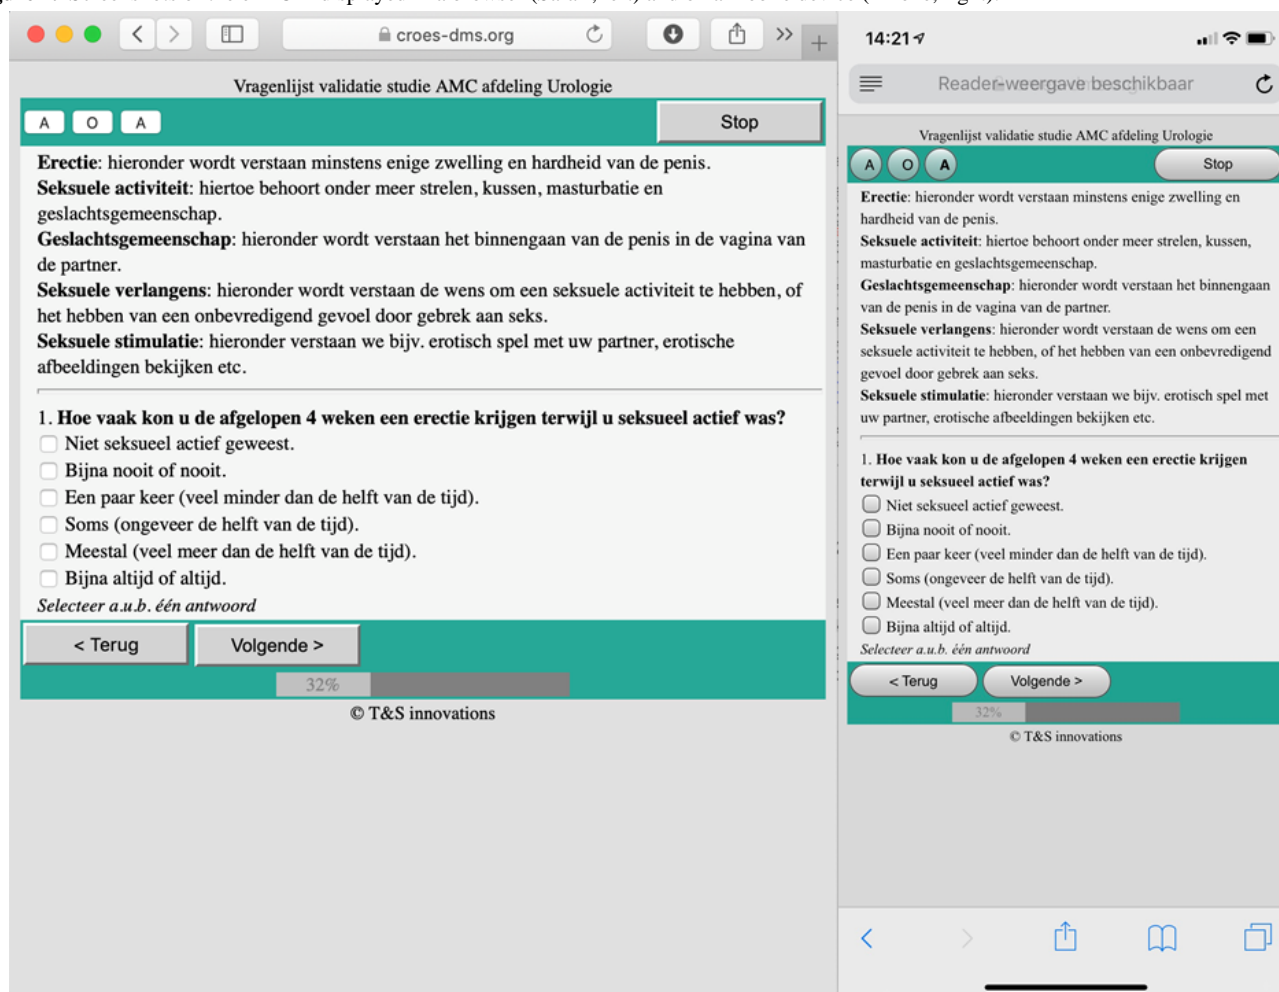 croes-dms.org
Vragenlijst validatie studie AMC afdeling Urologie
A O A Stop
Erectie: hieronder wordt verstaan minstens enige zwelling en hardheid van de penis.
Seksuele activiteit: hiertoe behoort onder meer strelen, kussen, masturbatie en
geslachtsgemeenschap.
Geslachtsgemeenschap: hieronder wordt verstaan het binnengaan van de penis in de vagina van
de partner.
Seksuele verlangens: hieronder wordt verstaan de wens om een seksuele activiteit te hebben, of
het hebben van een onbevredigend gevoel door gebrek aan seks.
Seksuele stimulatie: hieronder verstaan we bijv. erotisch spel met uw partner, erotische
afbeeldingen bekijken etc.
1. Hoe vaak kon u de afgelopen 4 weken een erectie krijgen terwijl u seksueel actief was?
Niet seksueel actief geweest.
Bijna nooit of nooit.
Een paar keer (veel minder dan de helft van de tijd).
Soms (ongeveer de helft van de tijd).
Meestal (veel meer dan de helft van de tijd).
Bijna altijd of altijd.
Selecteer a.u.b. één antwoord
< Terug Volgende >
32%
© T&S innovations
14:21
Reader-weergave beschikbaar
Vragenlijst validatie studie AMC afdeling Urologie
A O A Stop
Erectie: hieronder wordt verstaan minstens enige zwelling en
hardheid van de penis.
Seksuele activiteit: hiertoe behoort onder meer strelen, kussen,
masturbatie en geslachtsgemeenschap.
Geslachtsgemeenschap: hieronder wordt verstaan het binnengaan
van de penis in de vagina van de partner.
Seksuele verlangens: hieronder wordt verstaan de wens om een
seksuele activiteit te hebben, of het hebben van een onbevredigend
gevoel door gebrek aan seks.
Seksuele stimulatie: hieronder verstaan we bijv. erotisch spel met
uw partner, erotische afbeeldingen bekijken etc.
1. Hoe vaak kon u de afgelopen 4 weken een erectie krijgen
terwijl u seksueel actief was?
Niet seksueel actief geweest.
Bijna nooit of nooit.
Een paar keer (veel minder dan de helft van de tijd).
Soms (ongeveer de helft van de tijd).
Meestal (veel meer dan de helft van de tijd).
Bijna altijd of altijd.
Selecteer a.u.b. één antwoord
< Terug Volgende >
32%
© T&S innovations